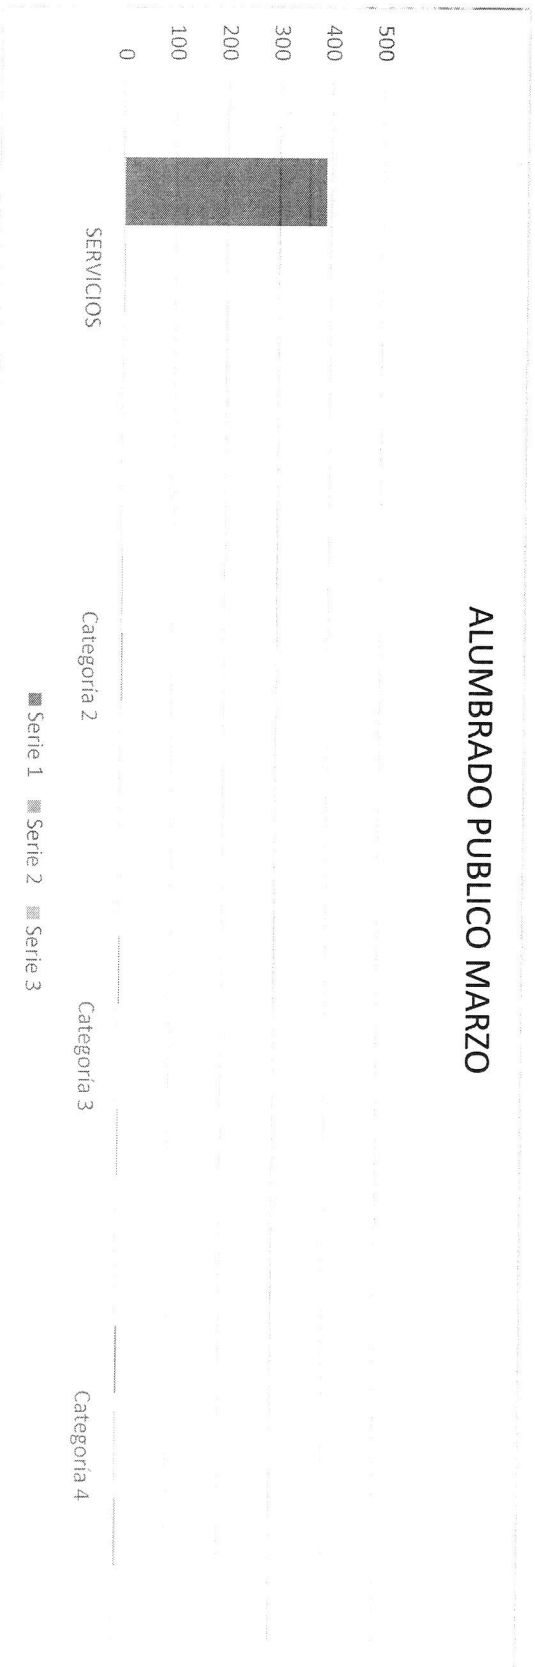 ALUMBRADO PUBLICO MARZO
500
400
300
200
100
0
SERVICIOS Categoría 2 Categoría 3 Categoría 4
Serie 1 Serie 2 Serie 3